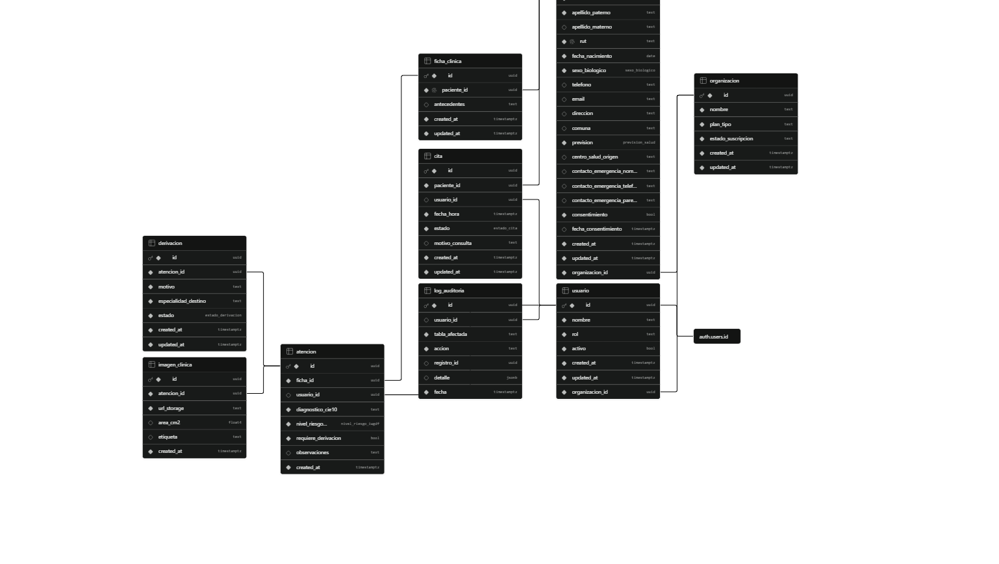 apellido_paterno text
apellido_materno text
rut text
fecha_nacimiento date
sexo_biologico sexo_biologico
telefono text
email text
direccion text
comuna text
prevision prevision_salud
centro_salud_origen text
contacto_emergencia_nom... text
contacto_emergencia_telef... text
contacto_emergencia_pare... text
consentimiento bool
fecha_consentimiento timestamptz
created_at timestamptz
updated_at timestamptz
organizacion_id uuid
ficha_clinica
id uuid
paciente_id uuid
antecedentes text
created_at timestamptz
updated_at timestamptz
organizacion
id uuid
nombre text
plan_tipo text
estado_suscripcion text
created_at timestamptz
updated_at timestamptz
cita
id uuid
paciente_id uuid
usuario_id uuid
fecha_hora timestamptz
estado estado_cita
motivo_consulta text
created_at timestamptz
updated_at timestamptz
derivacion
id uuid
atencion_id uuid
motivo text
especialidad_destino text
estado estado_derivacion
created_at timestamptz
updated_at timestamptz
log_auditoria
id uuid
usuario_id uuid
tabla_afectada text
accion text
registro_id uuid
detalle jsonb
fecha timestamptz
usuario
id uuid
nombre text
rol text
activo bool
created_at timestamptz
updated_at timestamptz
organizacion_id uuid
auth.users.id
atencion
id uuid
ficha_id uuid
usuario_id uuid
diagnostico_cie10 text
nivel_riesgo... nivel_riesgo_iwgdf
requiere_derivacion bool
observaciones text
created_at timestamptz
imagen_clinica
id uuid
atencion_id uuid
url_storage text
area_cm2 float4
etiqueta text
created_at timestamptz